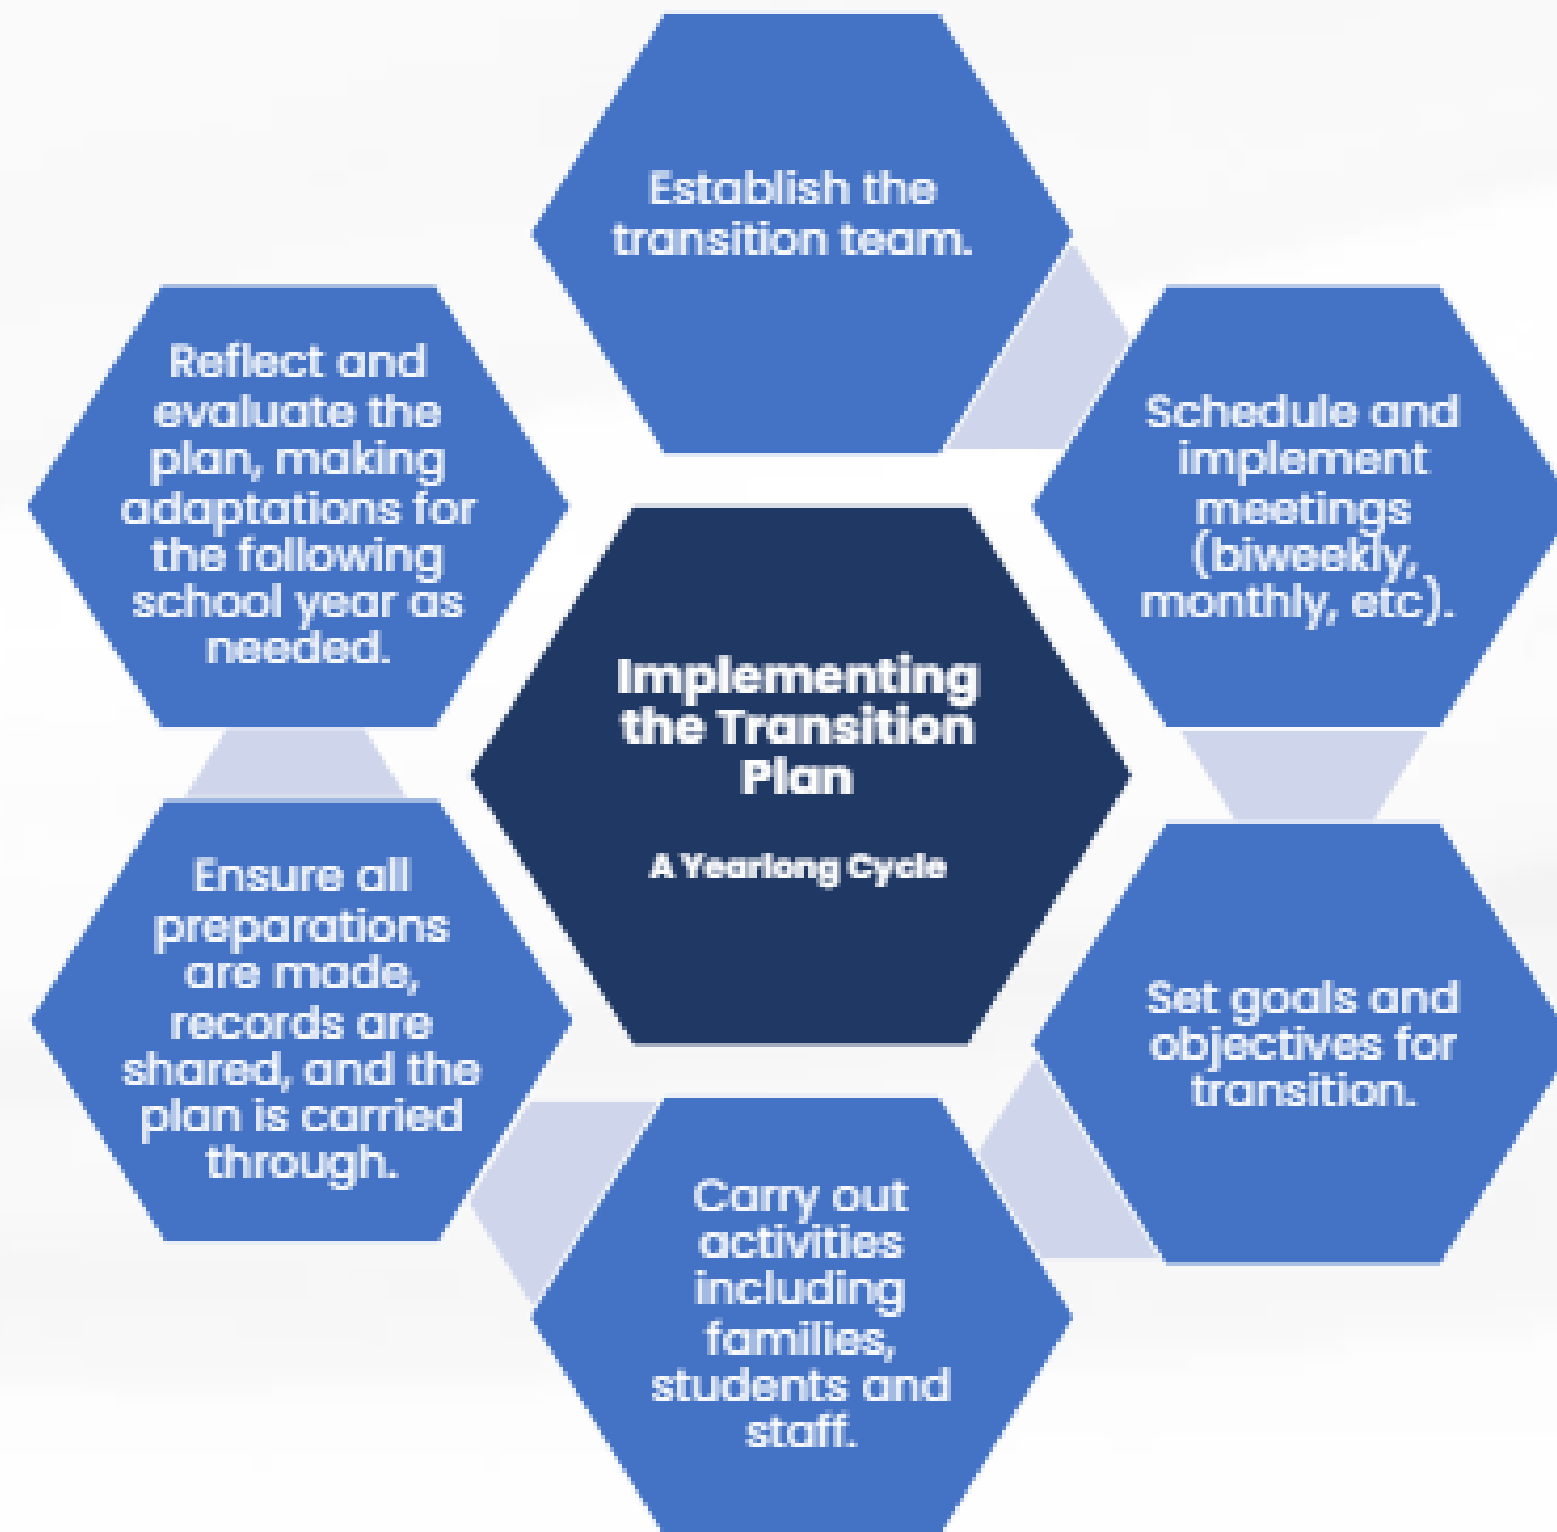 Establish the
transition team.
Schedule and
implement
meetings
(biweekly,
monthly, etc).
Set goals and
objectives for
transition.
Carry out
activities
including
families,
students and
staff.
Ensure all
preparations
are made,
records are
shared, and the
plan is carried
through.
Reflect and
evaluate the
plan, making
adaptations for
the following
school year as
needed.
Implementing
the Transition
Plan
A Yearlong Cycle